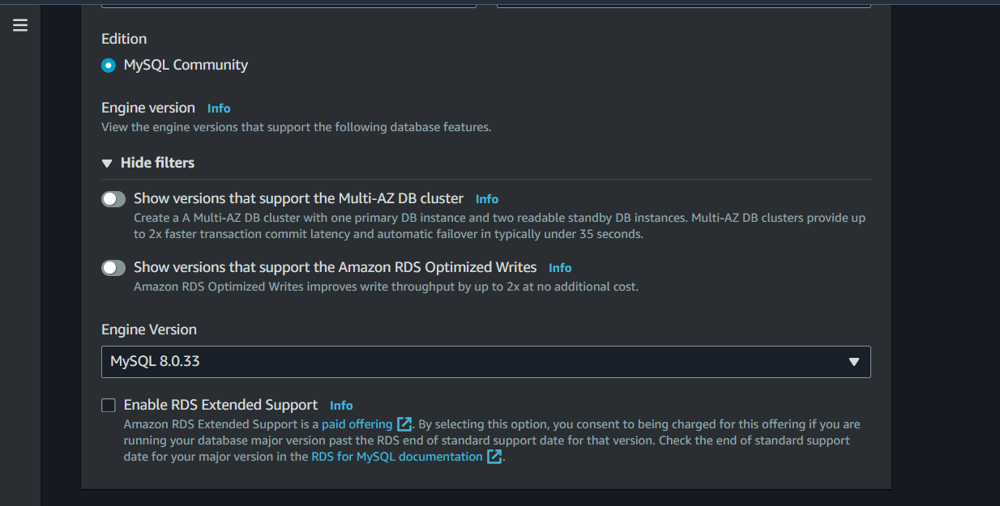 Edition
MySQL Community
Engine version Info
View the engine versions that support the following database features.
Hide filters
Show versions that support the Multi-AZ DB cluster Info
Create a A Multi-AZ DB cluster with one primary DB instance and two readable standby DB instances. Multi-AZ DB clusters provide up
to 2x faster transaction commit latency and automatic failover in typically under 35 seconds.
Show versions that support the Amazon RDS Optimized Writes Info
Amazon RDS Optimized Writes improves write throughput by up to 2x at no additional cost.
Engine Version
MySQL 8.0.33
Enable RDS Extended Support Info
Amazon RDS Extended Support is a paid offering. By selecting this option, you consent to being charged for this offering if you are
running your database major version past the RDS end of standard support date for that version. Check the end of standard support
date for your major version in the RDS for MySQL documentation.